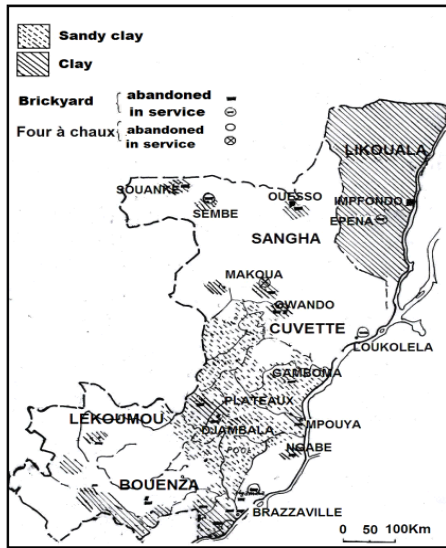 Sandy clay
Clay
Brickyard
abandoned
in service
Four à chaux
abandoned
in service
LIKOUALA
SOUANKE
OUESSO
IMPFONDO
SEMBE
EPENA
SANGHA
MAKOUA
OWANDO
CUVETTE
LOUKOLELA
GAMBOMA
PLATEAUX
LEKOUMOU
DJAMBALA
MPOUYA
POOL
NGABE
BOUENZA
BRAZZAVILLE
0 50 100Km